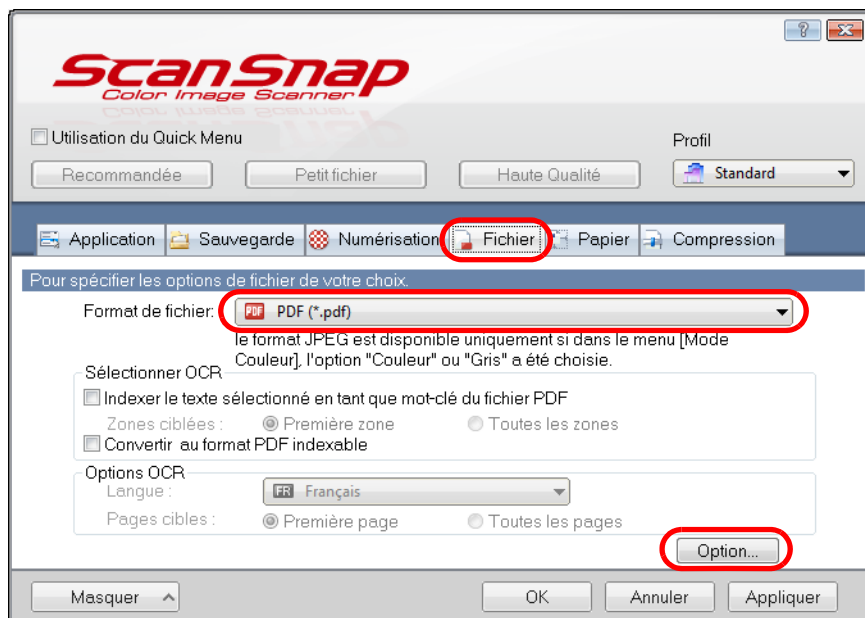 ScanSnap
Color Image Scanner
Utilisation du Quick Menu
Profil
Recommandée Petit fichier Haute Qualité Standard
Application Sauvegarde Numérisation Fichier Papier Compression
Pour spécifier les options de fichier de votre choix.
Format de fichier: PDF PDF (*.pdf)
le format JPEG est disponible uniquement si dans le menu [Mode
Couleur], l'option "Couleur" ou "Gris" a été choisie.
Sélectionner OCR
Indexer le texte sélectionné en tant que mot-clé du fichier PDF
Zones ciblées : Première zone Toutes les zones
Convertir au format PDF indexable
Options OCR
Langue : FR Français
Pages cibles : Première page Toutes les pages
Option...
Masquer OK Annuler Appliquer